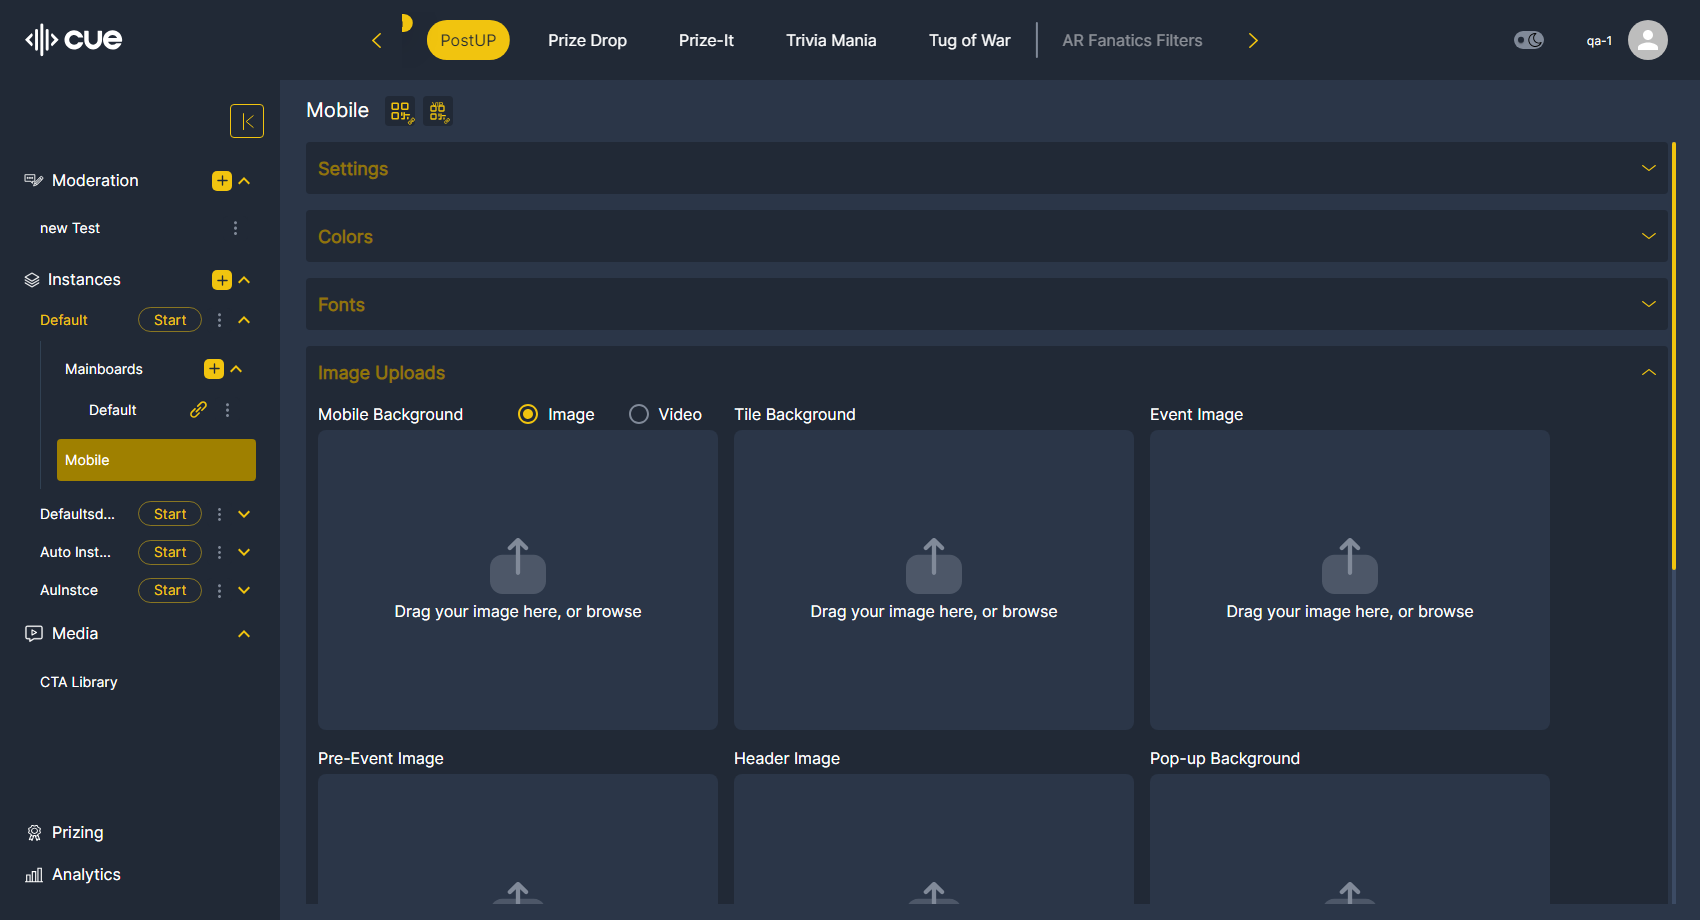 cue
PostUP
Prize Drop
Prize-It
Trivia Mania
Tug of War
AR Fanatics Filters
qa-1
Moderation
new Test
Instances
Default Start
Mainboards
Default
Mobile
Defaultsd... Start
Auto Inst... Start
AuInstce Start
Media
CTA Library
Prizing
Analytics
Mobile
Settings
Colors
Fonts
Image Uploads
Mobile Background Image Video
Tile Background
Event Image
Drag your image here, or browse
Drag your image here, or browse
Drag your image here, or browse
Pre-Event Image
Header Image
Pop-up Background